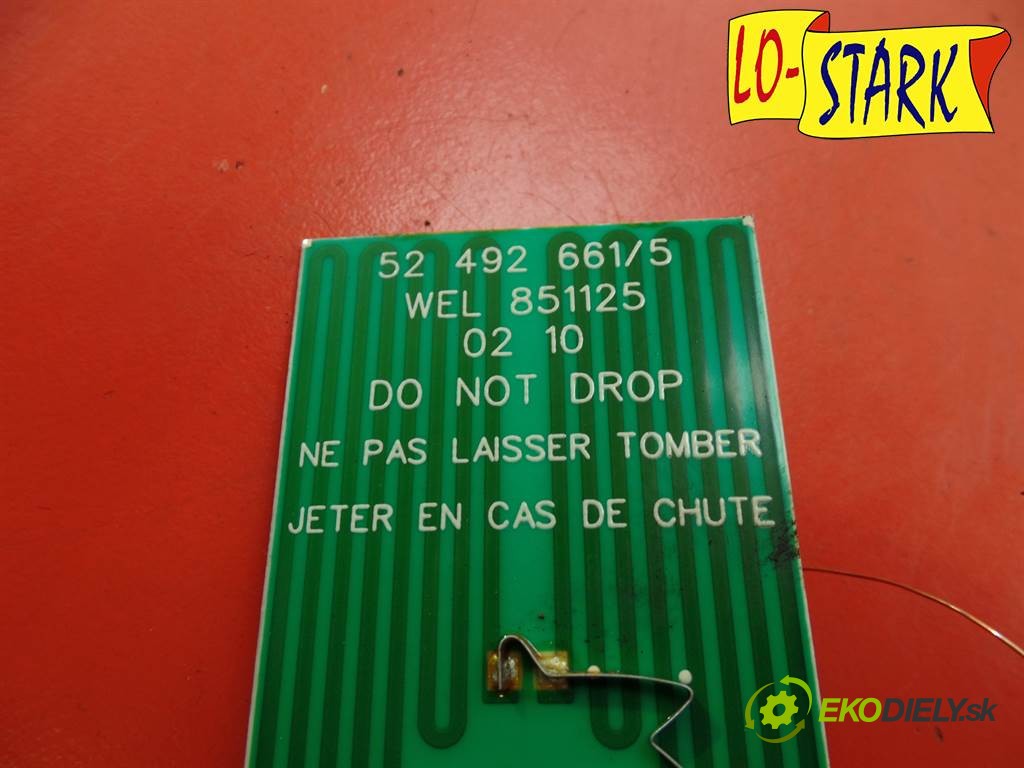 LO-STARK
52 492 661/5
WEL 851125
02 10
DO NOT DROP
NE PAS LAISSER TOMBER
JETER EN CAS DE CHUTE
EKODIELY.sk